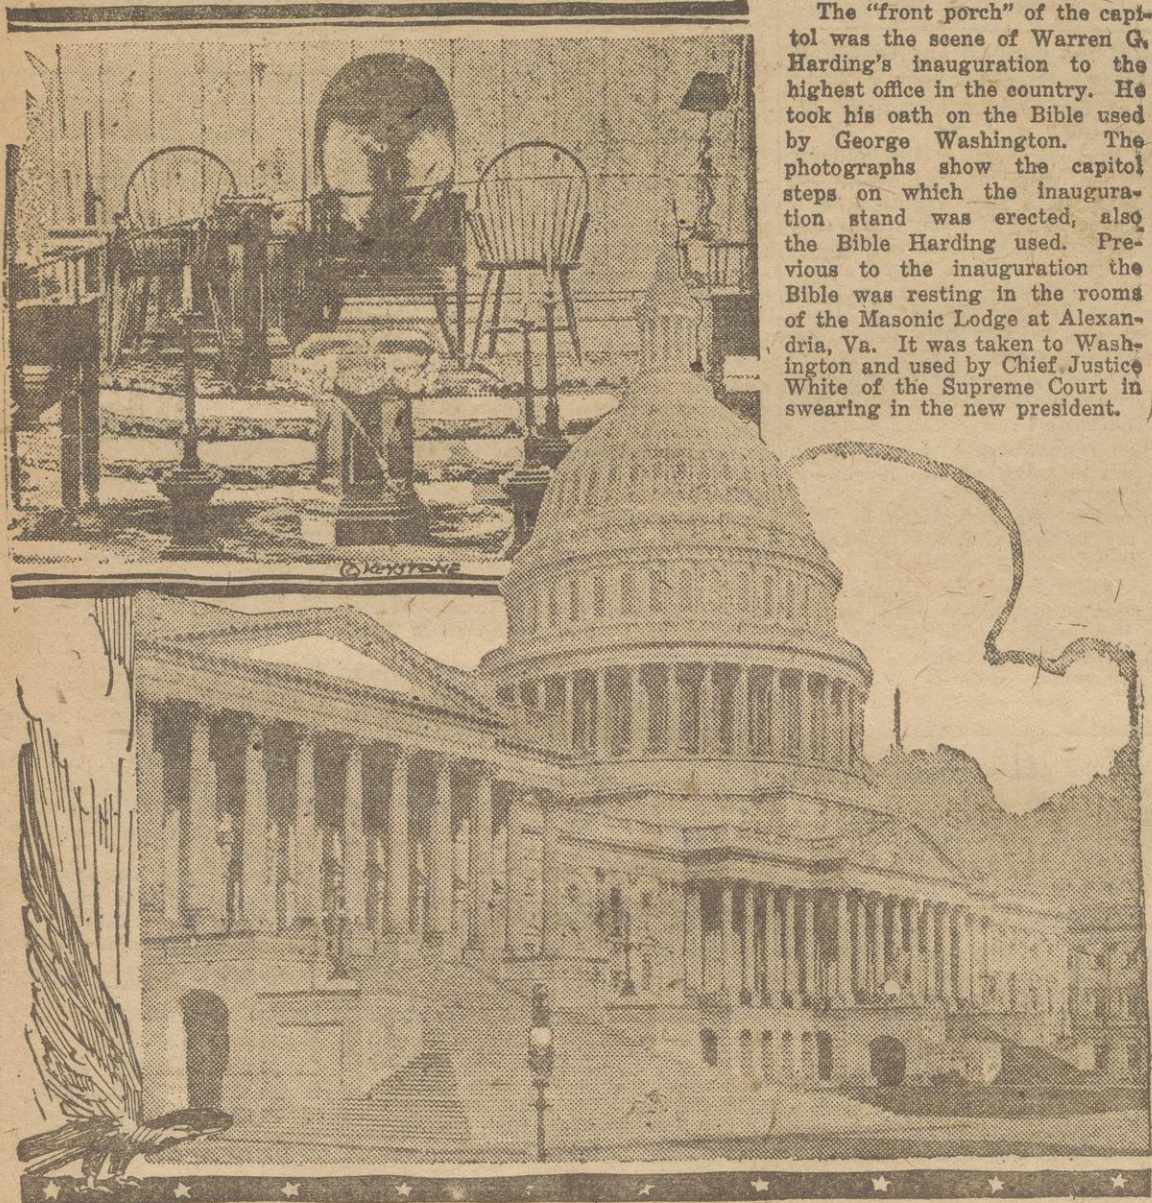 The “front porch” of the capi-
tol was the scene of Warren G.
Harding's inauguration to the
highest office in the country. He
took his oath on the Bible used
by George Washington. The
photographs show the capitol
steps on which the inaugura-
tion stand was erected, also
the Bible Harding used. Pre-
vious to the inauguration the
Bible was resting in the rooms
of the Masonic Lodge at Alexan-
dria, Va. It was taken to Wash-
ington and used by Chief Justice
White of the Supreme Court in
swearing in the new president.
© KEYSTONE